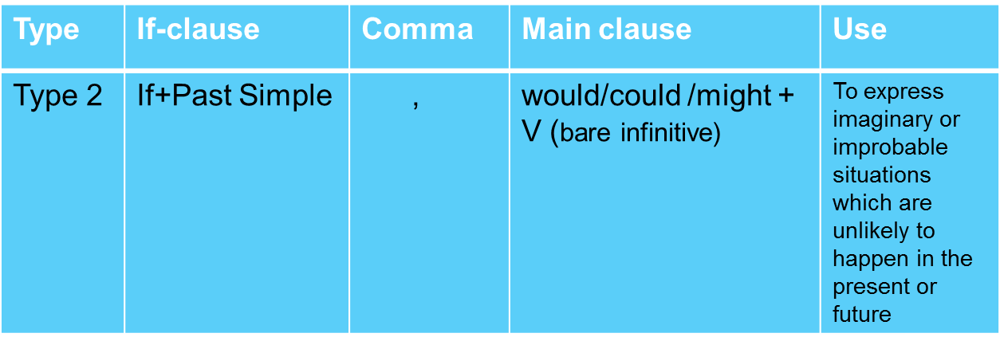 Type If-clause Comma Main clause Use
Type 2 If+Past Simple , would/could /might +
V (bare infinitive)
To express
imaginary or
improbable
situations
which are
unlikely to
happen in the
present or
future